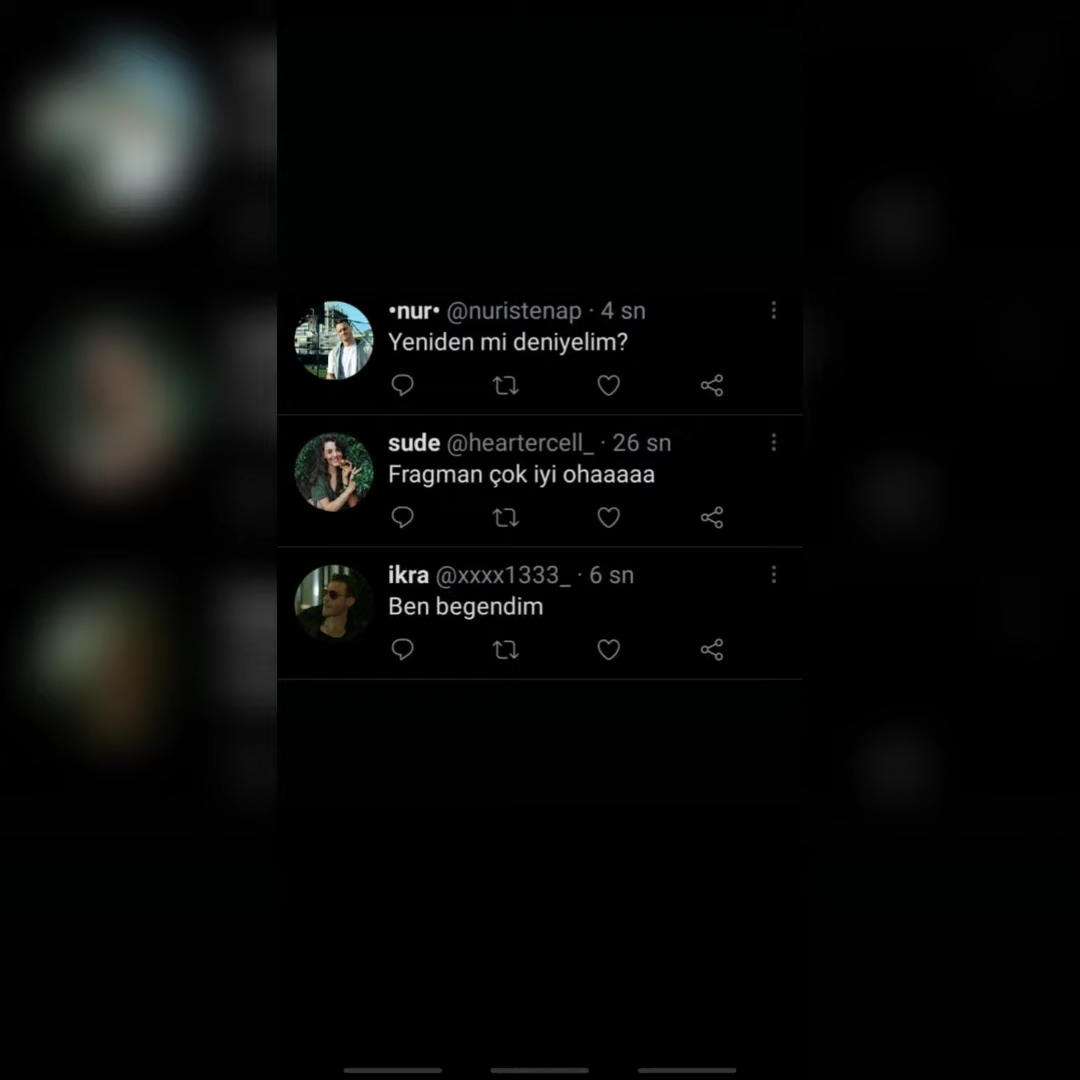 •nur• @nuristenap · 4 sn
Yeniden mi deniyelim?
sude @heartercell_ · 26 sn
Fragman çok iyi ohaaaaa
ikra @xxxx1333_ · 6 sn
Ben begendim